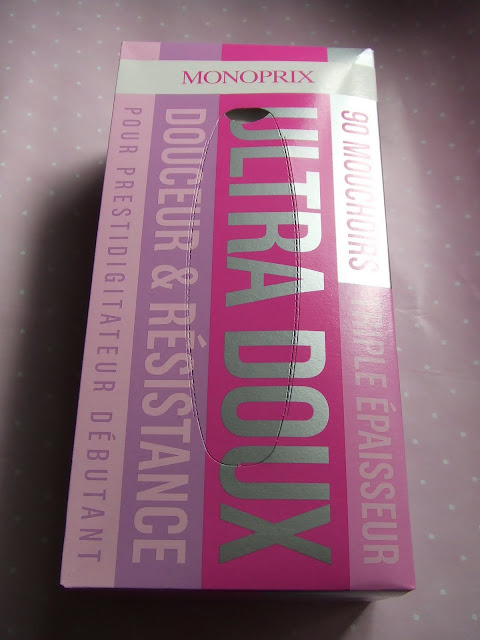 MONOPRIX
90 MOUCHOIRS TRIPLE ÉPAISSEUR
ULTRA DOUX
DOUCEUR & RÉSISTANCE
POUR PRESTIDIGITATEUR DÉBUTANT